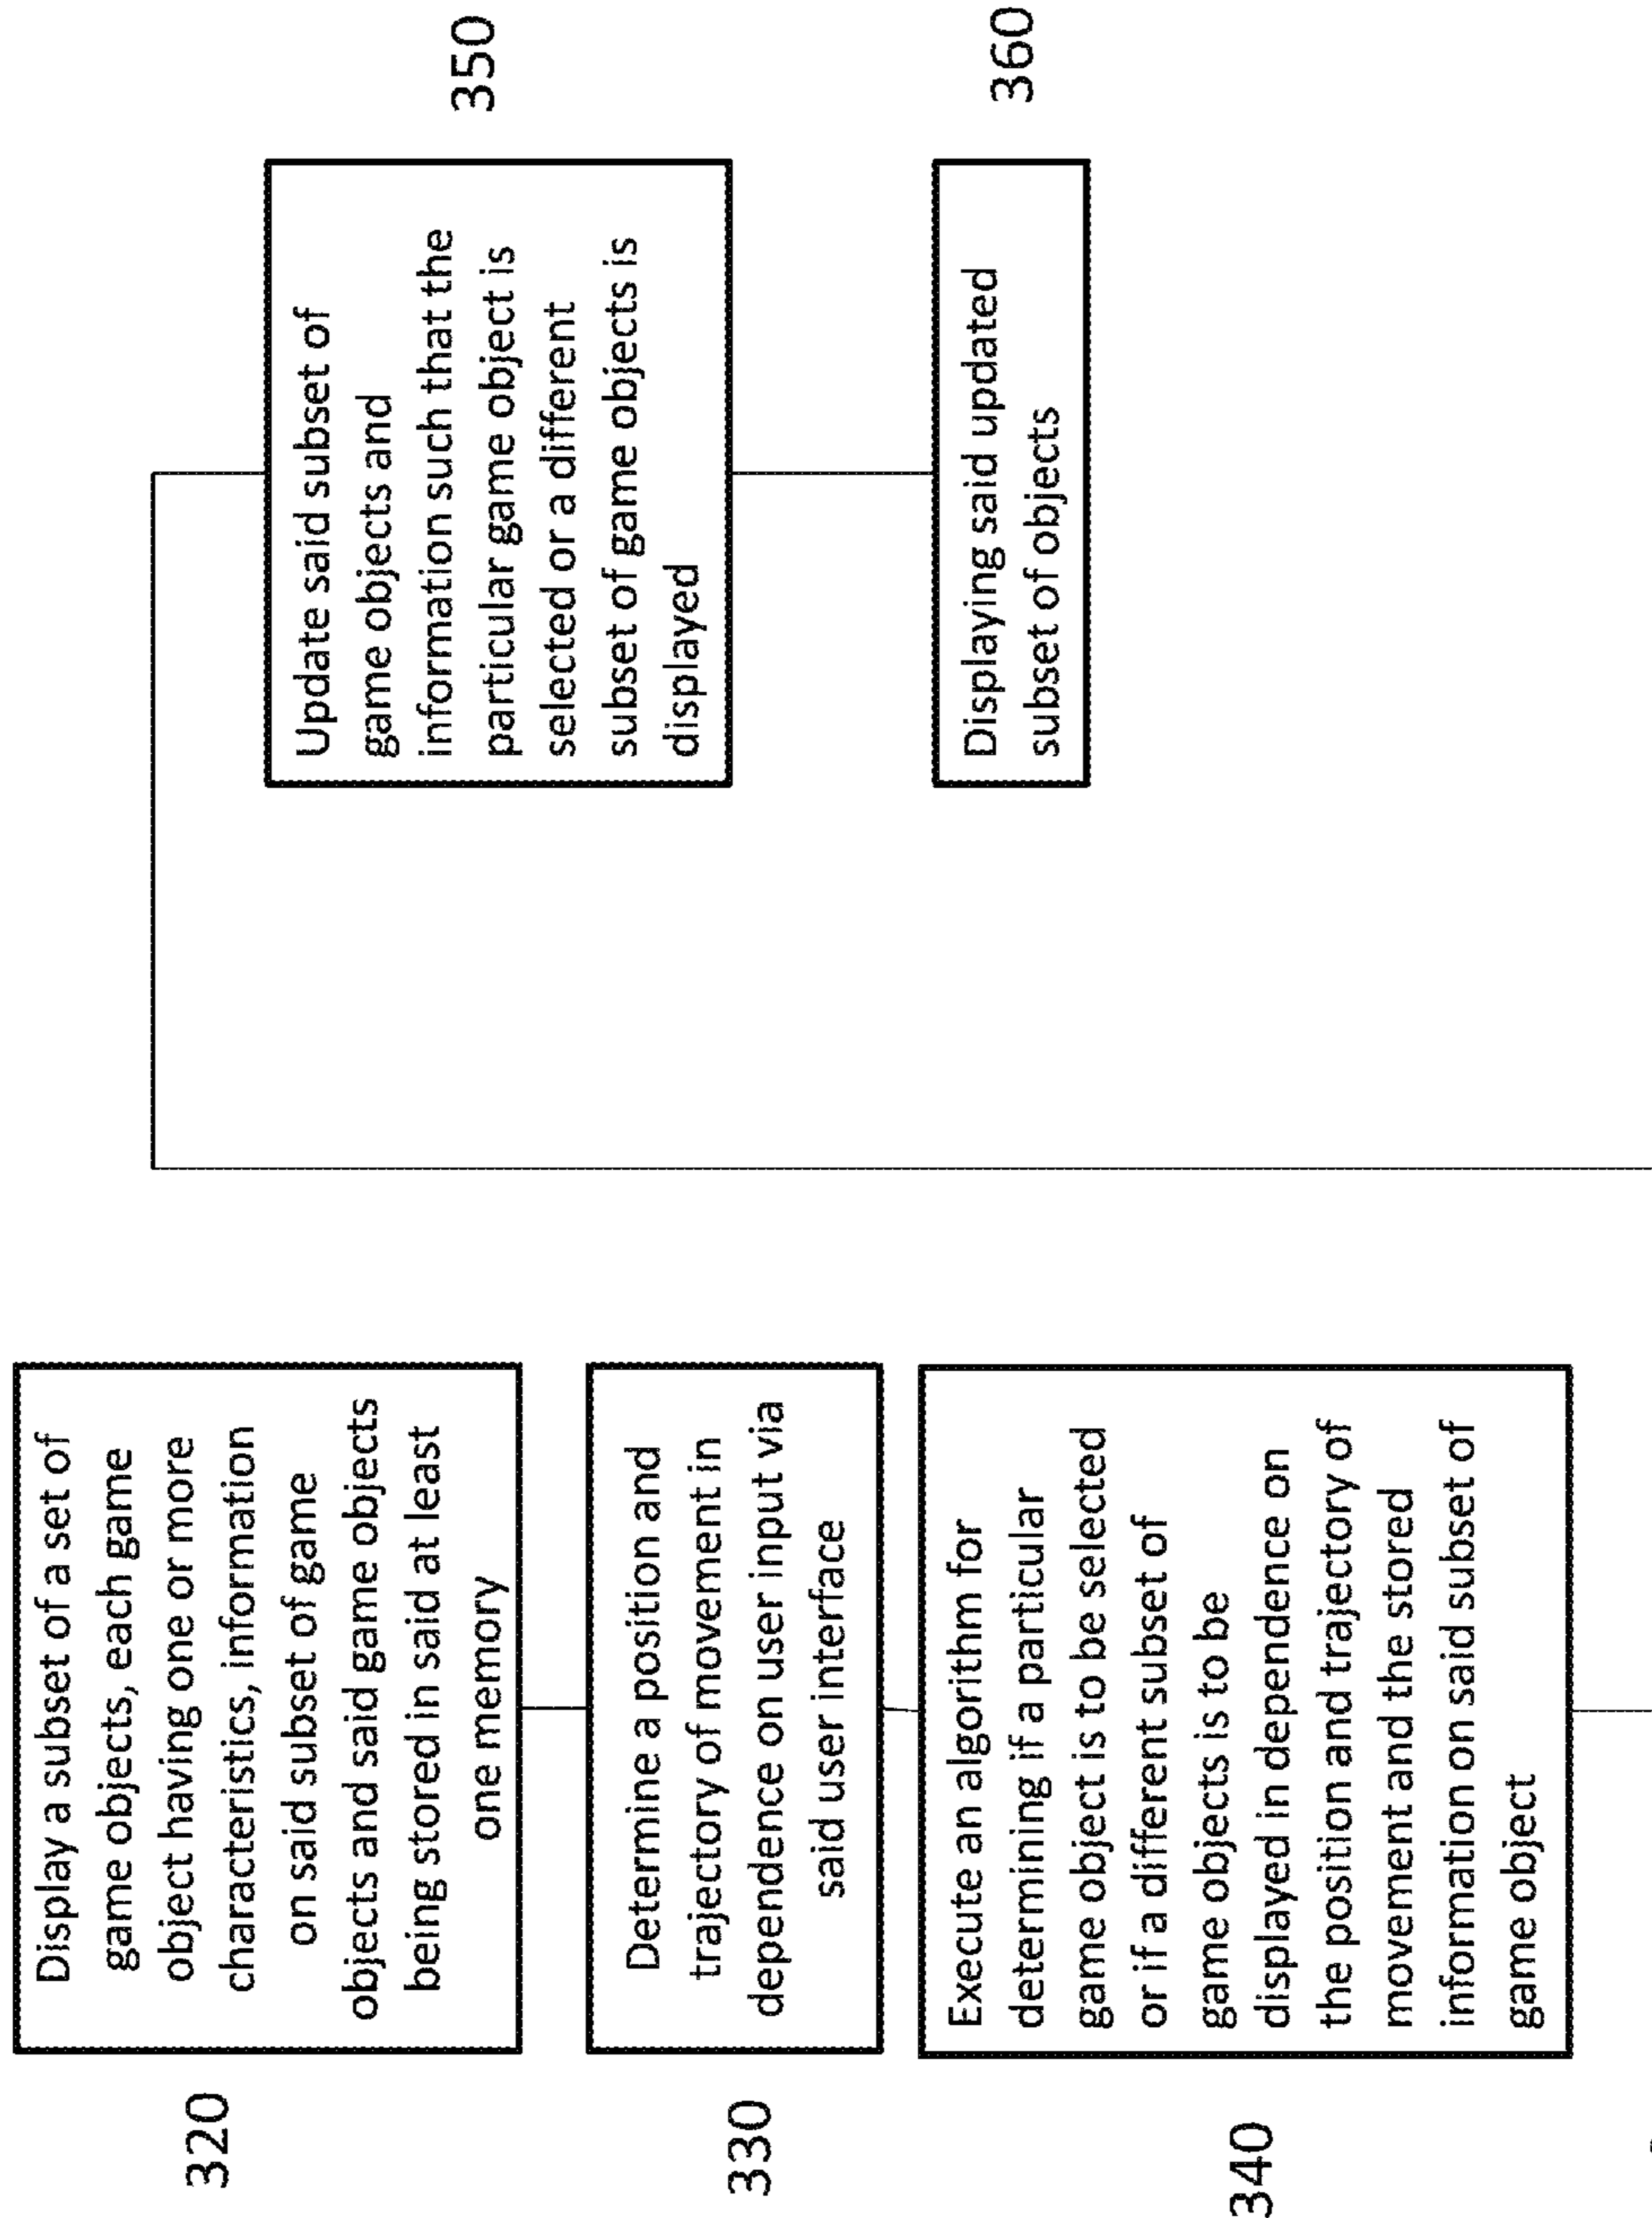 320
Display a subset of a set of
game objects, each game
object having one or more
characteristics, information
on said subset of game
objects and said game objects
being stored in said at least
one memory
330
Determine a position and
trajectory of movement in
dependence on user input via
said user interface
340
Execute an algorithm for
determining if a particular
game object is to be selected
or if a different subset of
game objects is to be
displayed in dependence on
the position and trajectory of
movement and the stored
information on said subset of
game object
Update said subset of
game objects and
information such that the
particular game object is
selected or a different
subset of game objects is
displayed
350
Displaying said updated
subset of objects
360